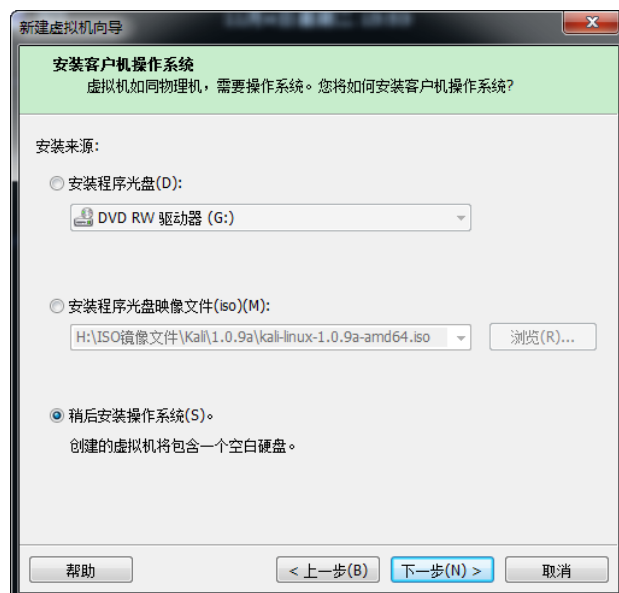 新建虚拟机向导
安装客户机操作系统
虚拟机如同物理机，需要操作系统。您将如何安装客户机操作系统？
安装来源:
安装程序光盘(D):
DVD RW 驱动器 (G:)
安装程序光盘映像文件(iso)(M):
H:\ISO镜像文件\Kali\1.0.9a\kali-linux-1.0.9a-amd64.iso
浏览(R)...
稍后安装操作系统(S)。
创建的虚拟机将包含一个空白硬盘。
帮助 < 上一步(B) 下一步(N) > 取消